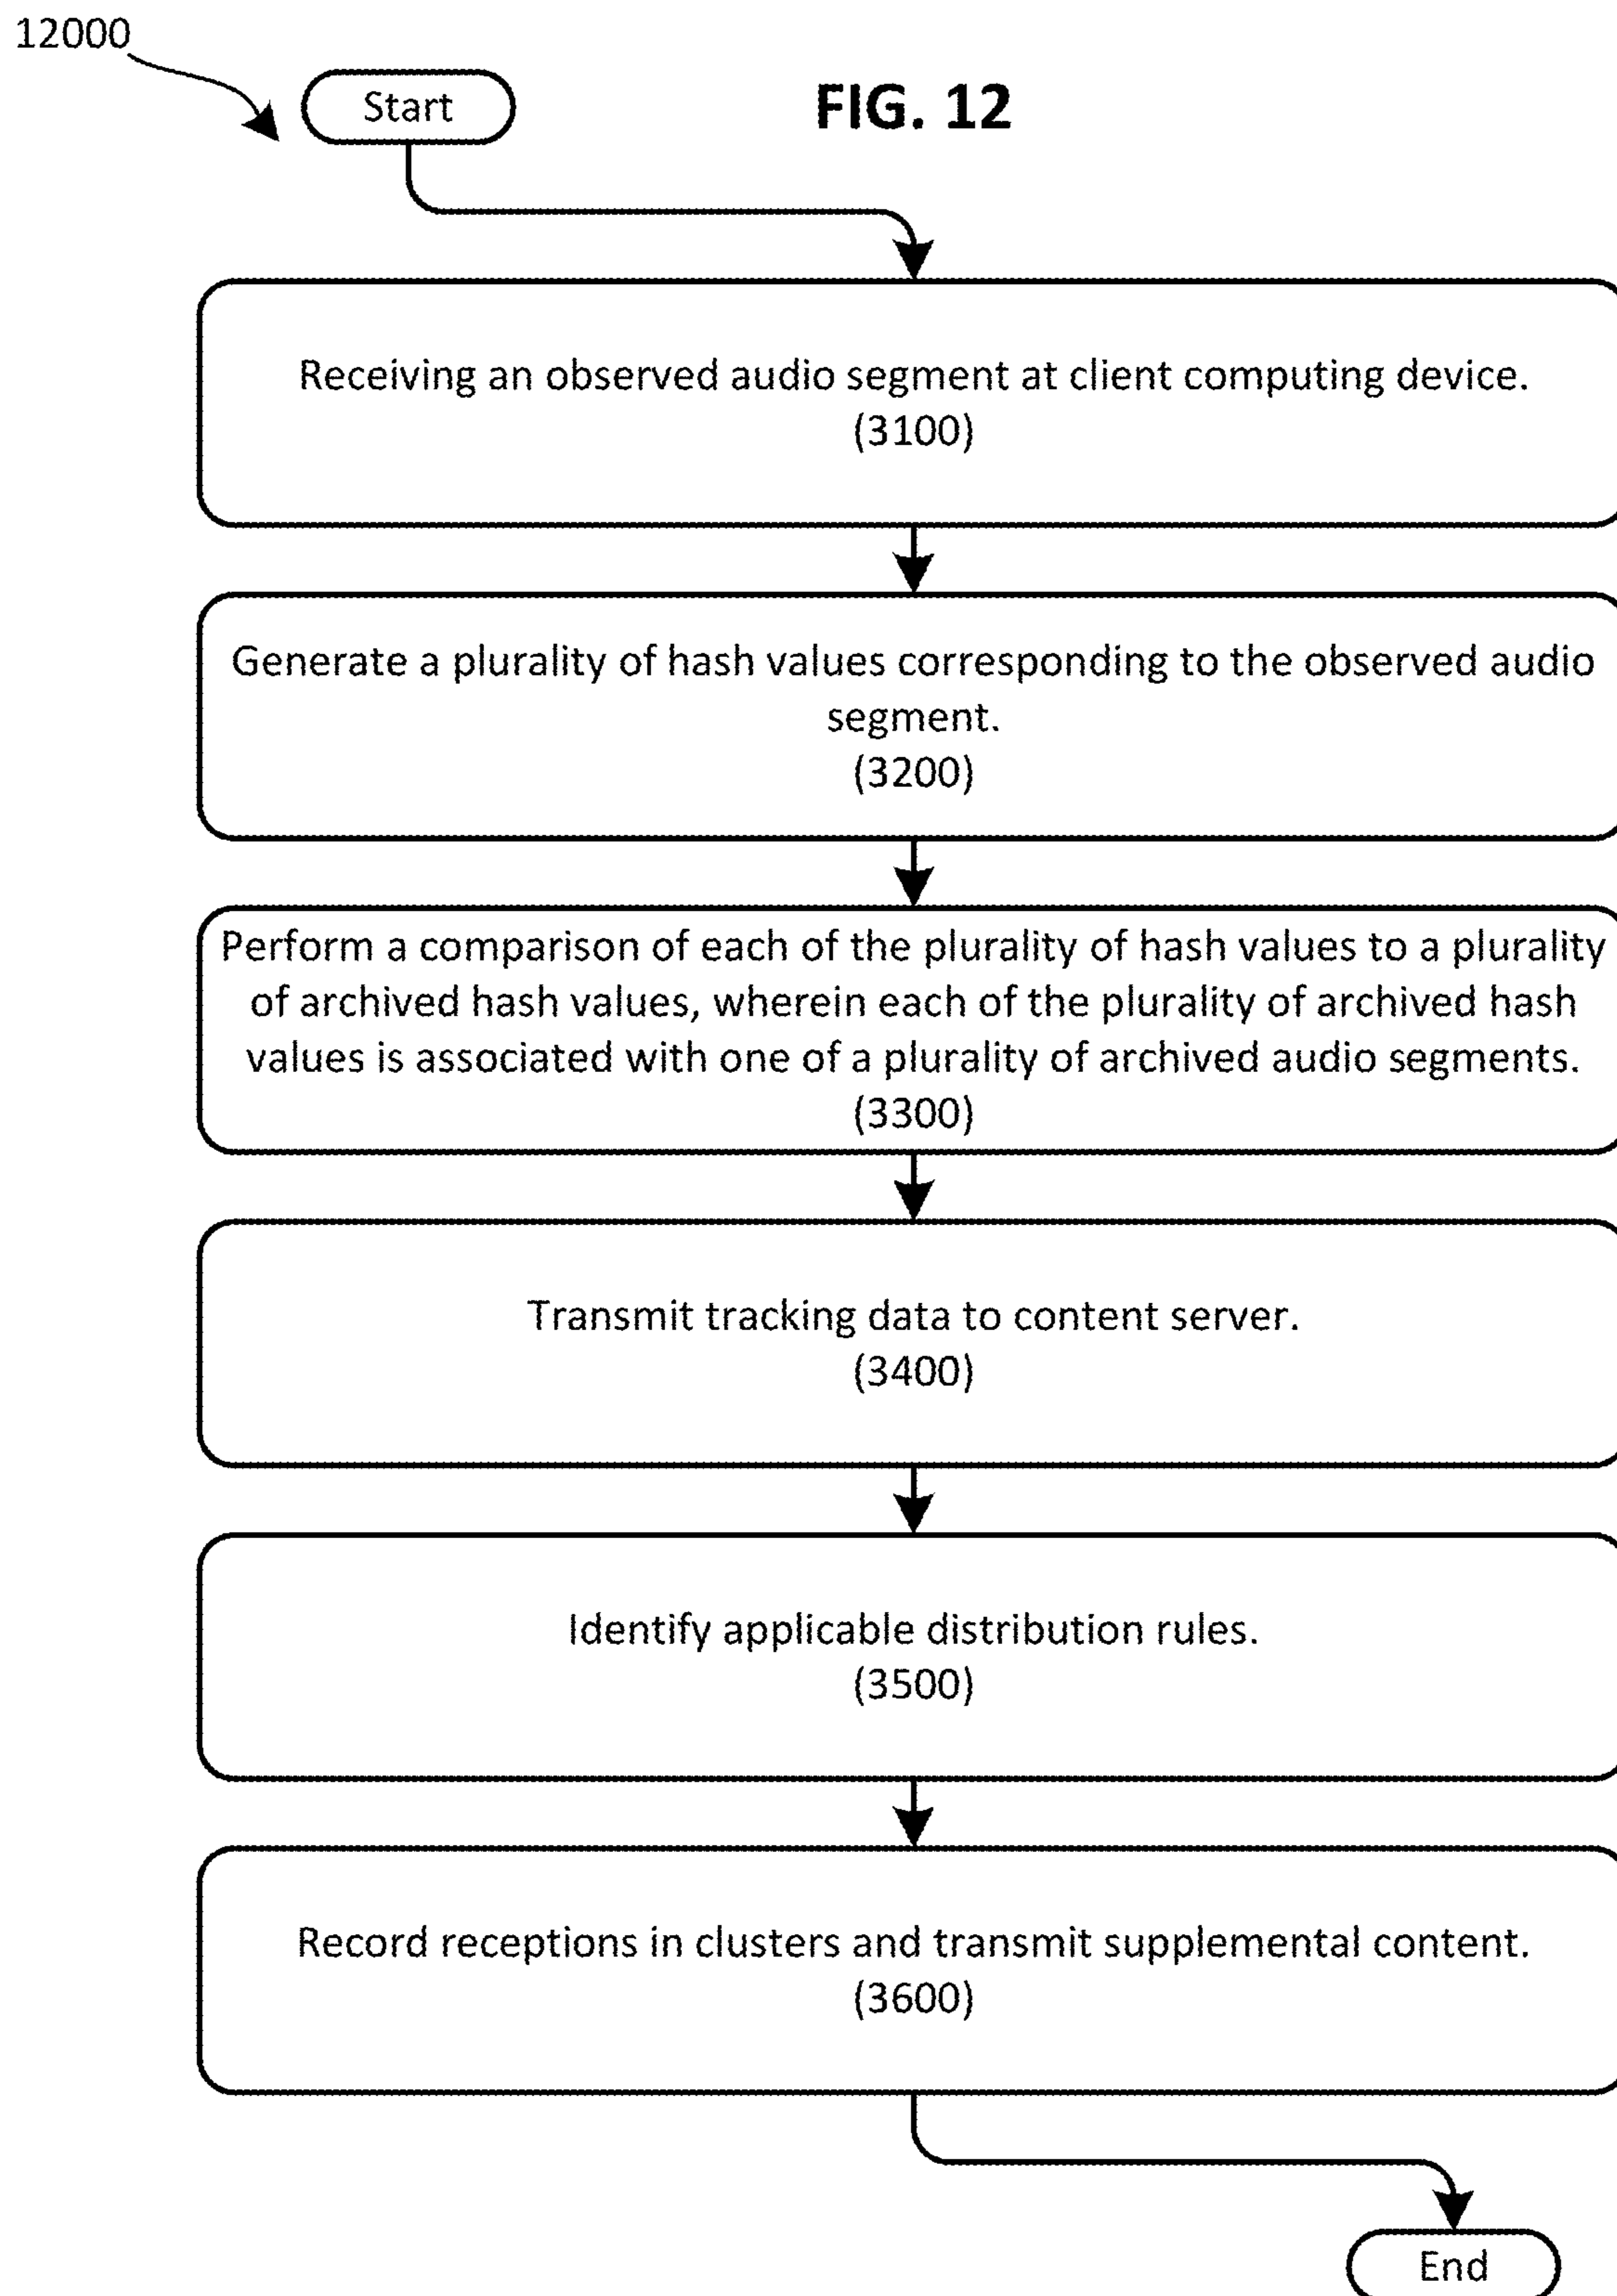 12000
Start
FIG. 12
Receiving an observed audio segment at client computing device.
(3100)
Generate a plurality of hash values corresponding to the observed audio
segment.
(3200)
Perform a comparison of each of the plurality of hash values to a plurality
of archived hash values, wherein each of the plurality of archived hash
values is associated with one of a plurality of archived audio segments.
(3300)
Transmit tracking data to content server.
(3400)
Identify applicable distribution rules.
(3500)
Record receptions in clusters and transmit supplemental content.
(3600)
End